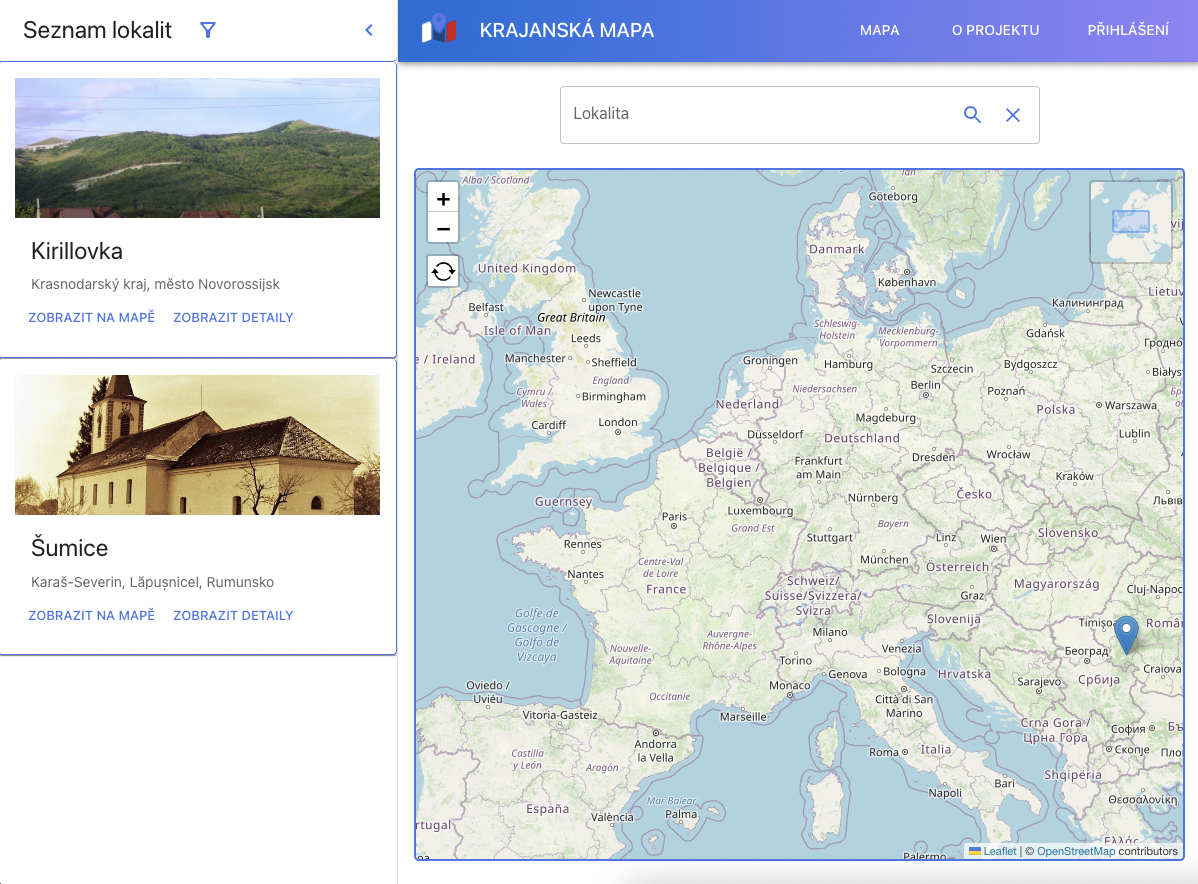 Seznam lokalit
Kirillovka
Krasnodarský kraj, město Novorossijsk
ZOBRAZIT NA MAPĚ ZOBRAZIT DETAILY
Šumice
Karaš-Severin, Lăpușnicel, Rumunsko
ZOBRAZIT NA MAPĚ ZOBRAZIT DETAILY
KRAJANSKÁ MAPA
MAPA O PROJEKTU PŘIHLÁŠENÍ
Lokalita
+
−
Alba / Scotland
Göteborg
Danmark
United Kingdom
København
Newcastle
upon Tyne
Belfast
Great Britain
Isle of Man
Leeds
Калининград
Lietuv
Schleswig-
Holstein
Mecklenburg-
Vorpommern
Gdańsk
Гродно
e / Ireland
Manchester
Sheffield
Groningen
Hamburg
Szczecin
Bydgoszcz
Białys
England
Cymru /
Wales
Birmingham
Niedersachsen
Berlin
Poznań
Nederland
Polska
Warszawa
Cardiff
London
Magdeburg
Düsseldorf
Deutschland
Lublin
België /
Belgique /
Belgien
Frankfurt
am Main
Dresden
Wrocław
Kraków
Guernsey
Luxembourg
Nürnberg
Česko
Львів
Paris
Grand Est
Bayern
Rennes
Stuttgart
Linz
Wien
Slovensko
Nantes
Centre-Val
de Loire
France
München
Österreich
Schweiz/
Suisse/Svizzera/
Svizra
Magyarország
Graz
Cluj-Napoc
Golfe de
Gascogne /
Golfo de
Vizcaya
Slovenija
Timișoa
Român
Auvergne-
Rhône-Alpes
Milano
Venezia
Београд
Nouvelle-
Aquitaine
Torino
Genova
Bologna
Hrvatska
Sarajevo
Србија
Craiova
Oviedo /
Uviéu
Occitanie
Monaco
Città di San
Marino
Vitoria-Gasteiz
Marseille
Crna Gora /
Црна Гора
София
Andorra
la Vella
Roma
Italia
Скопје
Castilla
y León
Aragón
Shqipëria
Bari
España
Mar Balear
Napoli
Θεσσαλονίκη
València
Palma
rtugal
Ελλάς
Palermo
Leaflet | © OpenStreetMap contributors